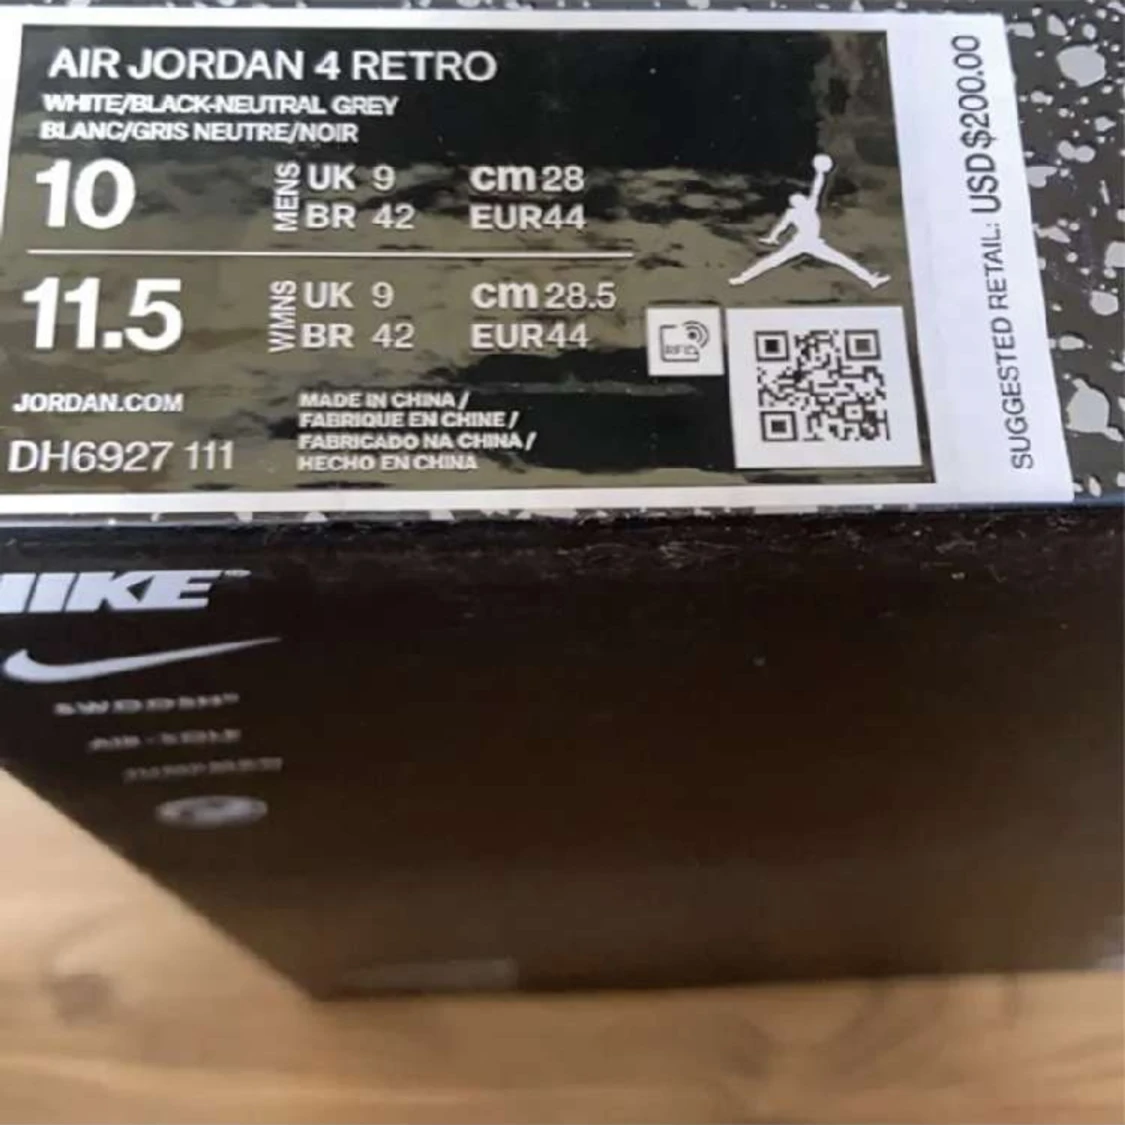 AIR JORDAN 4 RETRO
WHITE/BLACK-NEUTRAL GREY
BLANC/GRIS NEUTRE/NOIR
10 MENS UK 9 cm 28
BR 42 EUR44
11.5 WMNS UK 9 cm 28.5
BR 42 EUR44
RFID
JORDAN.COM
DH6927 111
MADE IN CHINA /
FABRIQUE EN CHINE /
FABRICADO NA CHINA /
HECHO EN CHINA
SUGGESTED RETAIL: USD$200.00
NIKE™